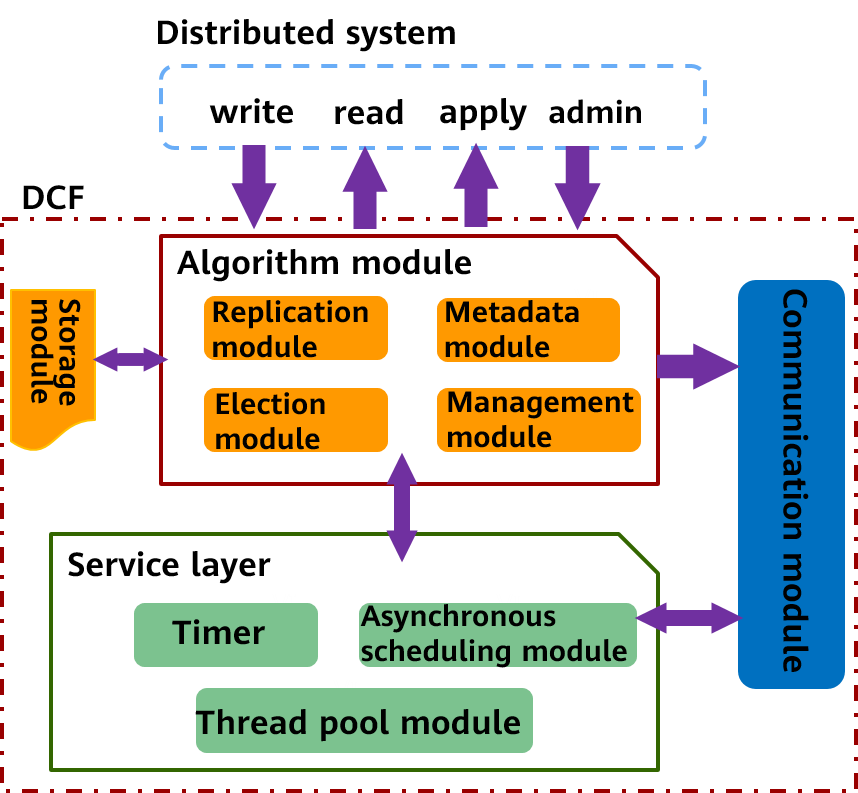 Distributed system
write read apply admin
DCF
Algorithm module
Replication
module
Metadata
module
Election
module
Management
module
Storage
module
Communication module
Service layer
Timer
Asynchronous
scheduling module
Thread pool module